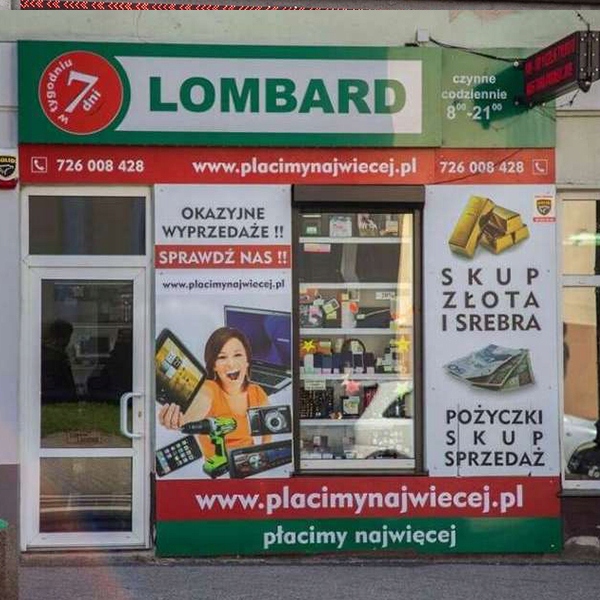 w tygodniu
7
dni
LOMBARD
czynne
codziennie
8⁰⁰-21⁰⁰
726 008 428
www.placimynajwiecej.pl
726 008 428
OKAZYJNE
WYPRZEDAŻE !!
SPRAWDŹ NAS !!
www.placimynajwiecej.pl
SKUP
ZŁOTA
I SREBRA
POŻYCZKI
SKUP
SPRZEDAŻ
www.placimynajwiecej.pl
płacimy najwięcej